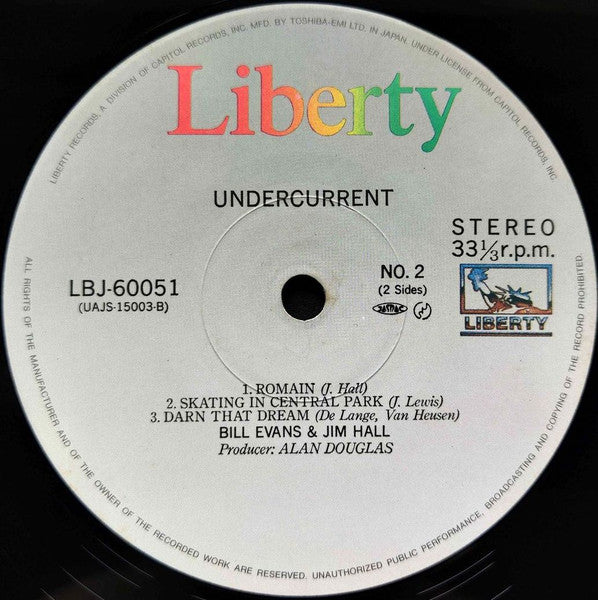 LIBERTY RECORDS, A DIVISION OF CAPITOL RECORDS, INC. MFD. BY TOSHIBA-EMI LTD. IN JAPAN. UNDER LICENSE FROM CAPITOL RECORDS, INC
Liberty
UNDERCURRENT
STEREO
33 1/3 r.p.m.
LBJ-60051
(UAJS-15003-B)
NO. 2
(2 Sides)
JASRAC
LIBERTY
1. ROMAIN (J. Hall)
2. SKATING IN CENTRAL PARK (J. Lewis)
3. DARN THAT DREAM (De Lange, Van Heusen)
BILL EVANS & JIM HALL
Producer: ALAN DOUGLAS
ALL RIGHTS OF THE MANUFACTURER AND OF THE OWNER OF THE RECORDED WORK ARE RESERVED. UNAUTHORIZED PUBLIC PERFORMANCE, BROADCASTING AND COPYING OF THE RECORD PROHIBITED.